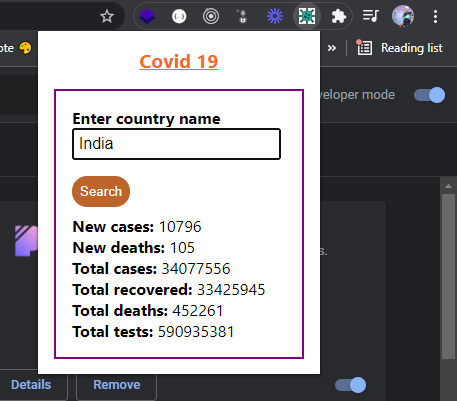 Covid 19
ote
» Reading list
veloper mode
Enter country name
India
Search
New cases: 10796
New deaths: 105
Total cases: 34077556
Total recovered: 33425945
Total deaths: 452261
Total tests: 590935381
s.
Details Remove